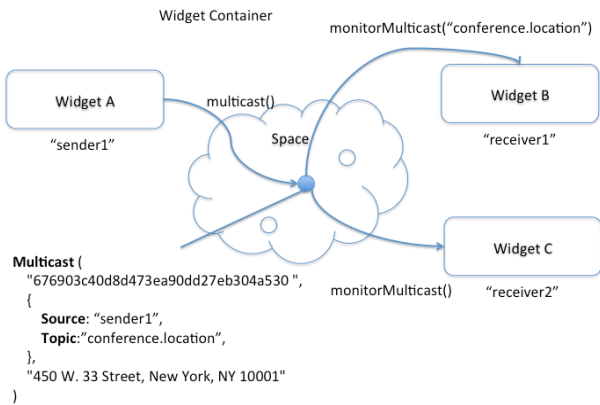 Widget Container
monitorMulticast(“conference.location”)
Widget A
multicast()
Widget B
“sender1”
Space
“receiver1”
Widget C
monitorMulticast()
“receiver2”
Multicast (
"676903c40d8d473ea90dd27eb304a530 ",
{
Source: “sender1”,
Topic:”conference.location”,
},
"450 W. 33 Street, New York, NY 10001"
)